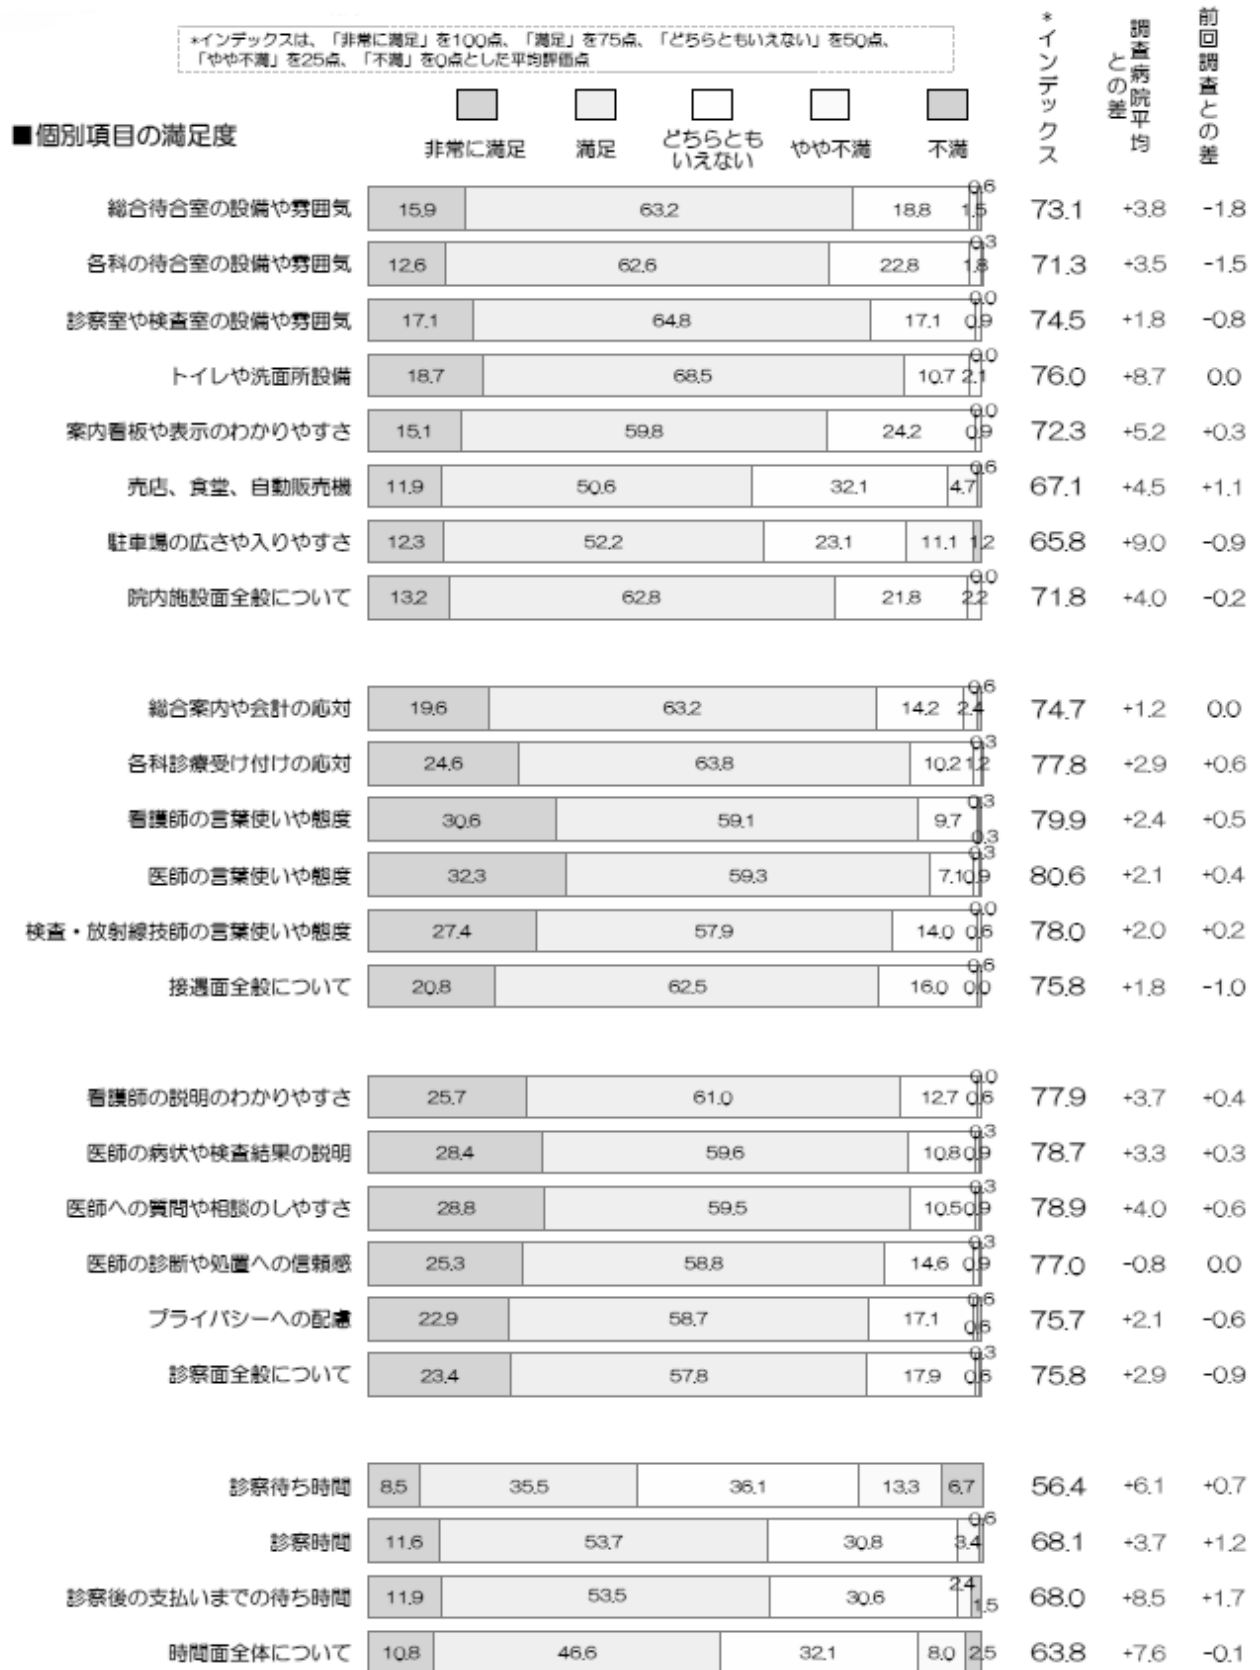 *インデックスは、「非常に満足」を100点、「満足」を75点、「どちらともいえない」を50点、
「やや不満」を25点、「不満」を0点とした平均評価点
*インデックス
調査病院平均
との差
前回調査との差
■個別項目の満足度
非常に満足 満足 どちらとも
いえない やや不満 不満
総合待合室の設備や雰囲気 15.9 63.2 18.8 1.5 0.6 73.1 +3.8 -1.8
各科の待合室の設備や雰囲気 12.6 62.6 22.8 1.8 0.3 71.3 +3.5 -1.5
診察室や検査室の設備や雰囲気 17.1 64.8 17.1 0.9 0.0 74.5 +1.8 -0.8
トイレや洗面所設備 18.7 68.5 10.7 2.1 0.0 76.0 +8.7 0.0
案内看板や表示のわかりやすさ 15.1 59.8 24.2 0.9 0.0 72.3 +5.2 +0.3
売店、食堂、自動販売機 11.9 50.6 32.1 4.7 0.6 67.1 +4.5 +1.1
駐車場の広さや入りやすさ 12.3 52.2 23.1 11.1 1.2 65.8 +9.0 -0.9
院内施設面全般について 13.2 62.8 21.8 2.2 0.0 71.8 +4.0 -0.2
総合案内や会計の応対 19.6 63.2 14.2 2.4 0.6 74.7 +1.2 0.0
各科診療受け付けの応対 24.6 63.8 10.2 1.2 0.3 77.8 +2.9 +0.6
看護師の言葉使いや態度 30.6 59.1 9.7 0.3 0.3 79.9 +2.4 +0.5
医師の言葉使いや態度 32.3 59.3 7.1 0.9 0.3 80.6 +2.1 +0.4
検査・放射線技師の言葉使いや態度 27.4 57.9 14.0 0.6 0.0 78.0 +2.0 +0.2
接遇面全般について 20.8 62.5 16.0 0.0 0.6 75.8 +1.8 -1.0
看護師の説明のわかりやすさ 25.7 61.0 12.7 0.6 0.0 77.9 +3.7 +0.4
医師の病状や検査結果の説明 28.4 59.6 10.8 0.9 0.3 78.7 +3.3 +0.3
医師への質問や相談のしやすさ 28.8 59.5 10.5 0.9 0.3 78.9 +4.0 +0.6
医師の診断や処置への信頼感 25.3 58.8 14.6 0.9 0.3 77.0 -0.8 0.0
プライバシーへの配慮 22.9 58.7 17.1 0.6 0.6 75.7 +2.1 -0.6
診察面全般について 23.4 57.8 17.9 0.6 0.3 75.8 +2.9 -0.9
診察待ち時間 8.5 35.5 36.1 13.3 6.7 56.4 +6.1 +0.7
診察時間 11.6 53.7 30.8 3.4 0.6 68.1 +3.7 +1.2
診察後の支払いまでの待ち時間 11.9 53.5 30.6 2.4 1.5 68.0 +8.5 +1.7
時間面全体について 10.8 46.6 32.1 8.0 2.5 63.8 +7.6 -0.1